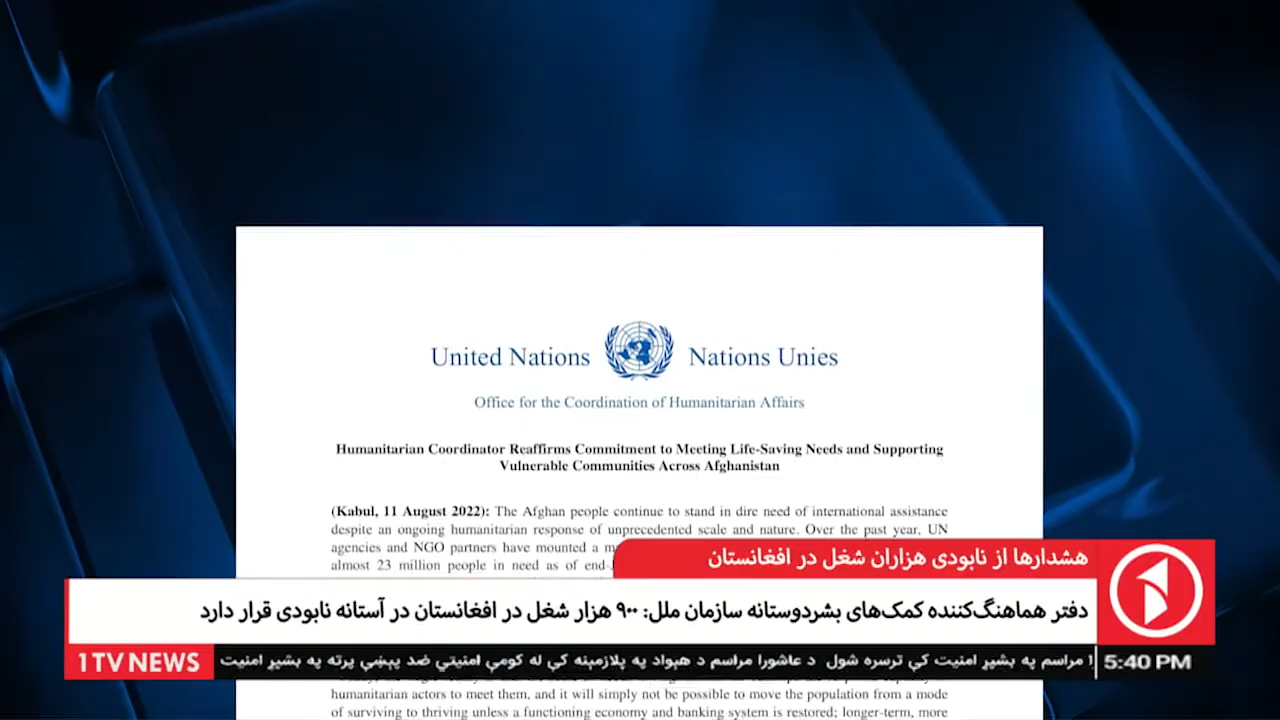 United Nations Nations Unies
Office for the Coordination of Humanitarian Affairs
Humanitarian Coordinator Reaffirms Commitment to Meeting Life-Saving Needs and Supporting
Vulnerable Communities Across Afghanistan
(Kabul, 11 August 2022): The Afghan people continue to stand in dire need of international assistance
despite an ongoing humanitarian response of unprecedented scale and nature. Over the past year, UN
agencies and NGO partners have mounted a
almost 23 million people in need as of
هشدارها از نابودی هزاران شغل در افغانستان
دفتر هماهنگ‌کننده کمک‌های بشردوستانه سازمان ملل: ۹۰۰ هزار شغل در افغانستان در آستانه نابودی قرار دارد
1TV NEWS
مراسم په بشپړ امنیت کې ترسره شول د عاشورا مراسم د هېواد په پلازمېنه کې له کومې امنیتي ضد پېښې پرته په بشپړ امنیت
5:40 PM
humanitarian actors to meet them, and it will simply not be possible to move the population from a mode
of surviving to thriving unless a functioning economy and banking system is restored; longer-term, more